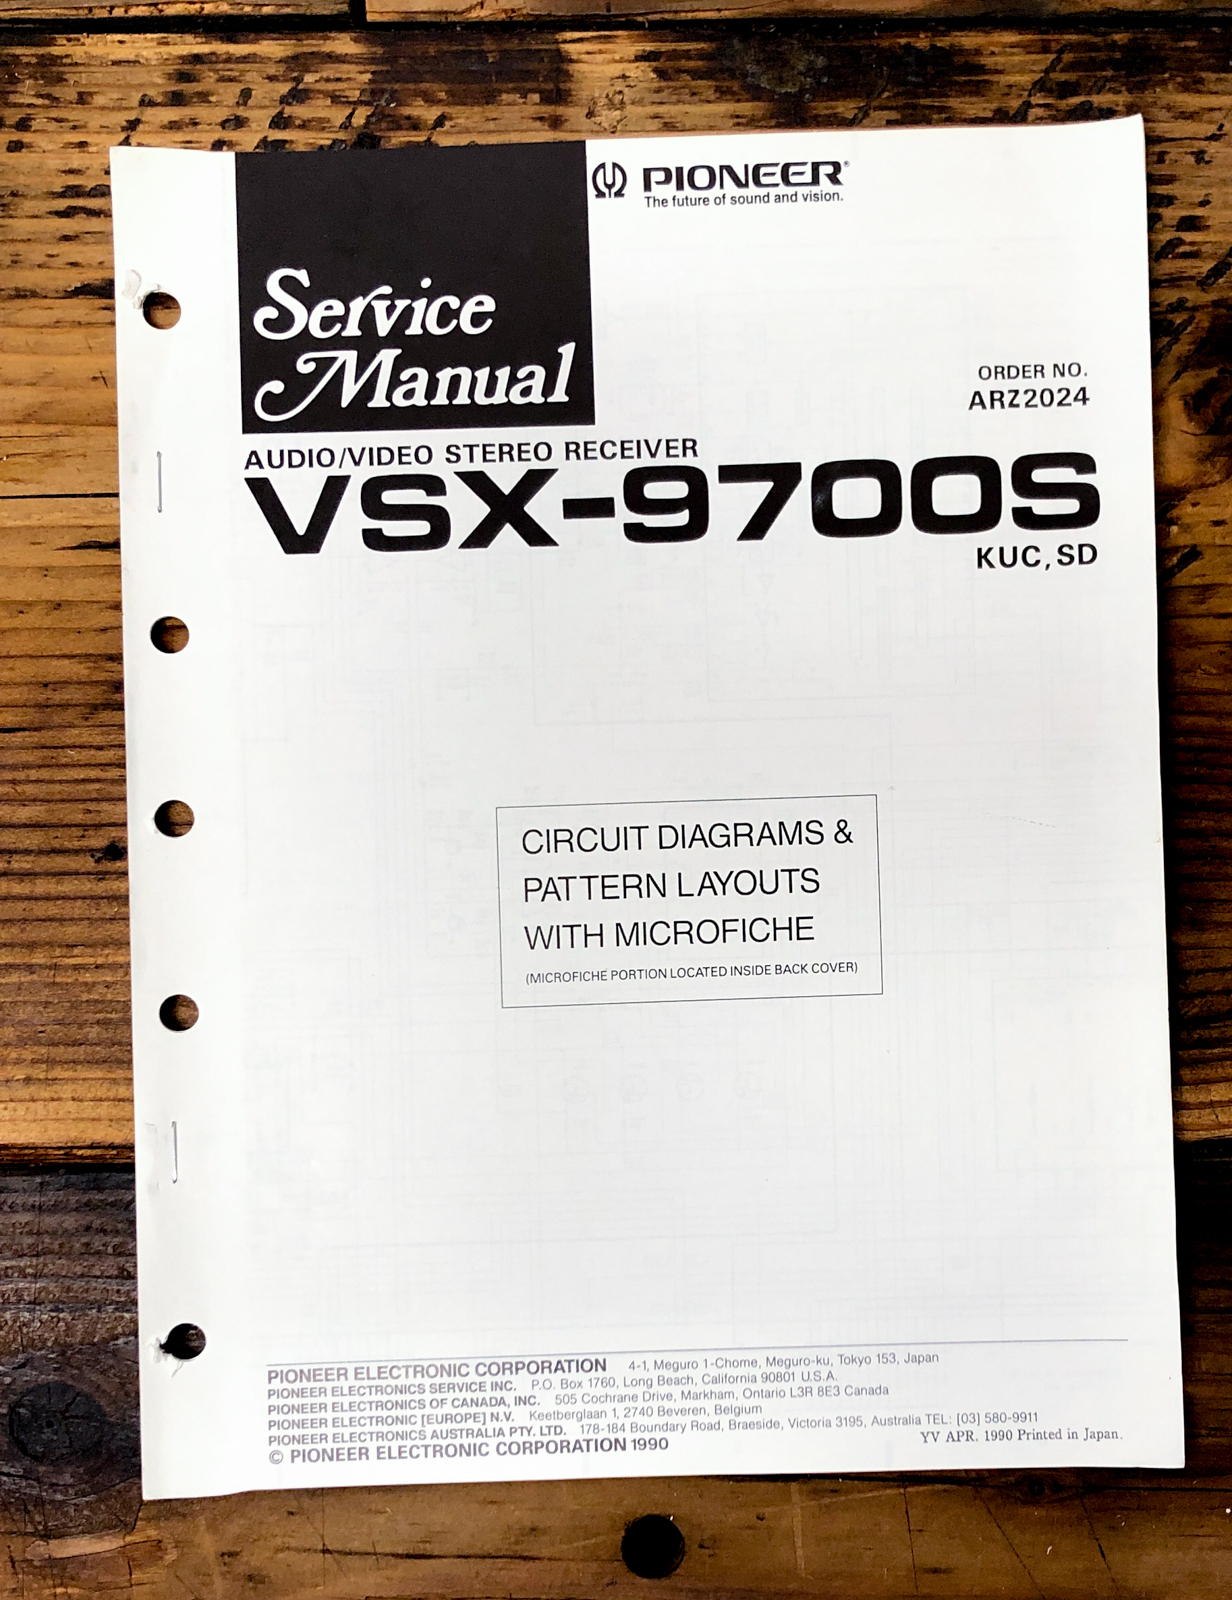 PIONEER®
The future of sound and vision.
Service
Manual
ORDER NO.
ARZ2024
AUDIO/VIDEO STEREO RECEIVER
VSX-9700S
KUC, SD
CIRCUIT DIAGRAMS &
PATTERN LAYOUTS
WITH MICROFICHE
(MICROFICHE PORTION LOCATED INSIDE BACK COVER)
PIONEER ELECTRONIC CORPORATION 4-1, Meguro 1-Chome, Meguro-ku, Tokyo 153, Japan
PIONEER ELECTRONICS SERVICE INC. P.O. Box 1760, Long Beach, California 90801 U.S.A.
PIONEER ELECTRONICS OF CANADA, INC. 505 Cochrane Drive, Markham, Ontario L3R 8E3 Canada
PIONEER ELECTRONIC [EUROPE] N.V. Keetberglaan 1, 2740 Beveren, Belgium
PIONEER ELECTRONICS AUSTRALIA PTY. LTD. 178-184 Boundary Road, Braeside, Victoria 3195, Australia TEL: [03] 580-9911
© PIONEER ELECTRONIC CORPORATION 1990
YV APR. 1990 Printed in Japan.